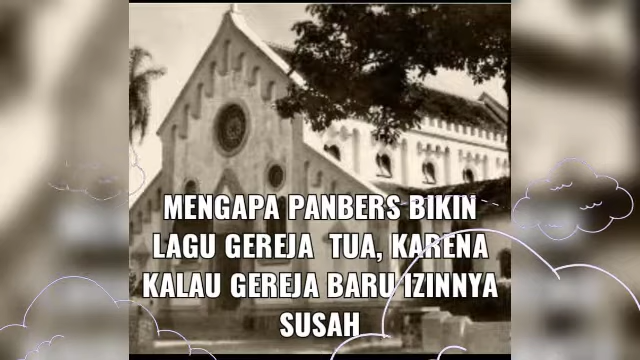 MENGAPA PANBERS BIKIN
LAGU GEREJA TUA, KARENA
KALAU GEREJA BARU IZINNYA
SUSAH